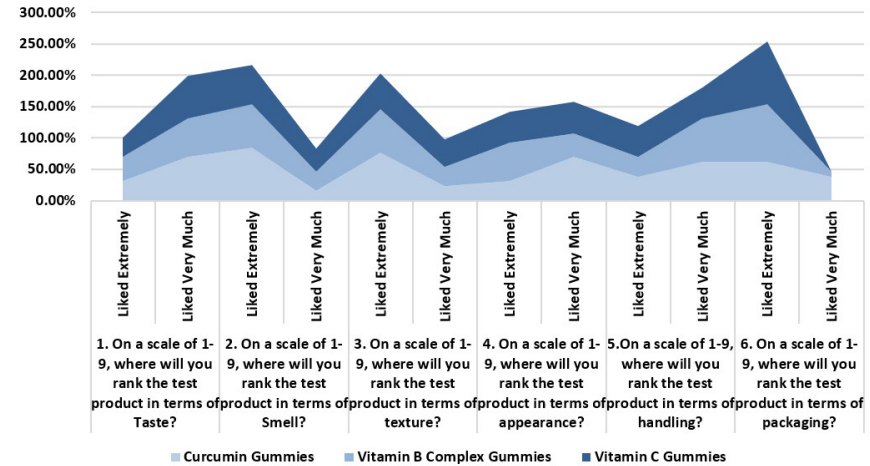 300.00%
250.00%
200.00%
150.00%
100.00%
50.00%
0.00%
Liked Extremely
Liked Very Much
Liked Extremely
Liked Very Much
Liked Extremely
Liked Very Much
Liked Extremely
Liked Very Much
Liked Extremely
Liked Very Much
Liked Extremely
Liked Very Much
1. On a scale of 1-
9, where will you
rank the test
product in terms of
Taste?
2. On a scale of 1-
9, where will you
rank the test
product in terms of
Smell?
3. On a scale of 1-
9, where will you
rank the test
product in terms of
texture?
4. On a scale of 1-
9, where will you
rank the test
product in terms of
appearance?
5.On a scale of 1-9,
where will you
rank the test
product in terms of
handling?
6. On a scale of 1-
9, where will you
rank the test
product in terms of
packaging?
Curcumin Gummies
Vitamin B Complex Gummies
Vitamin C Gummies